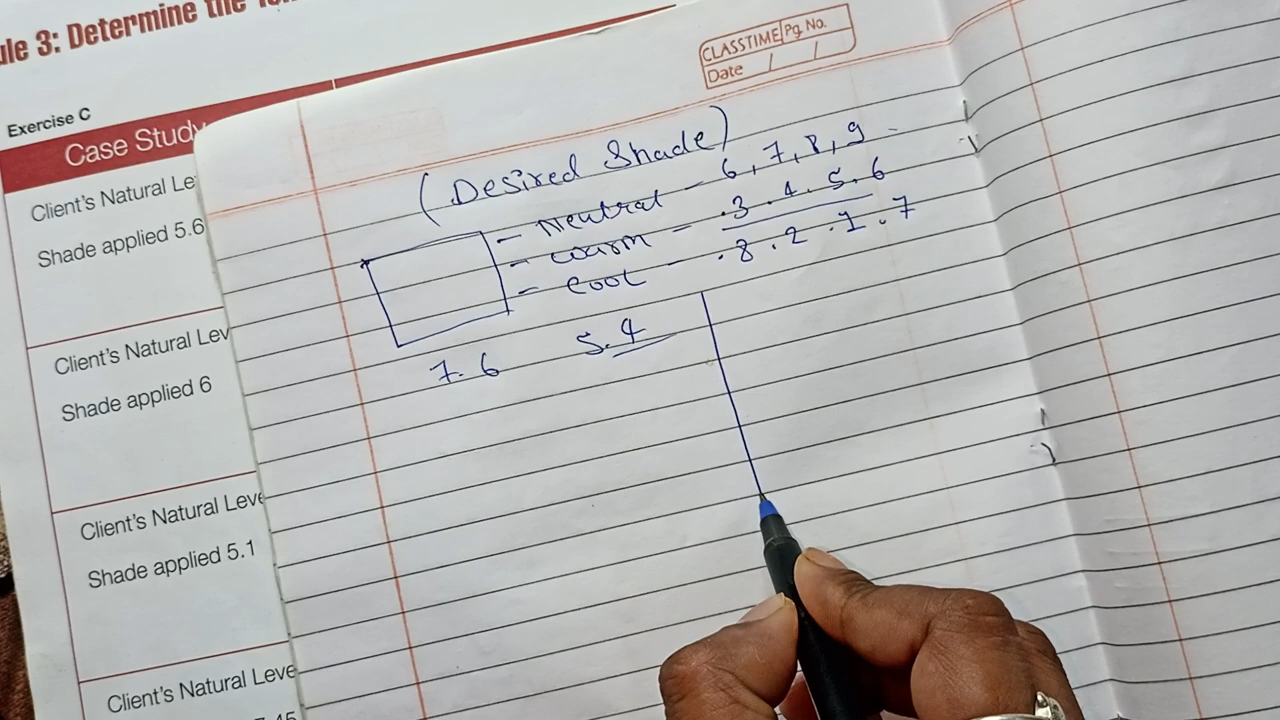 ule 3: Determine the
Exercise C
Case Study
Client's Natural Le
Shade applied 5.6
Client's Natural Lev
Shade applied 6
Client's Natural Leve
Shade applied 5.1
Client's Natural Leve
CLASSTIME Pg. No.
Date / /
(Desired Shade)
- Neutral - 6, 7, 8, 9 -
- warm - .3 .4 .5 .6
- cool - .8 .2 .1 .7
7.6 5.4